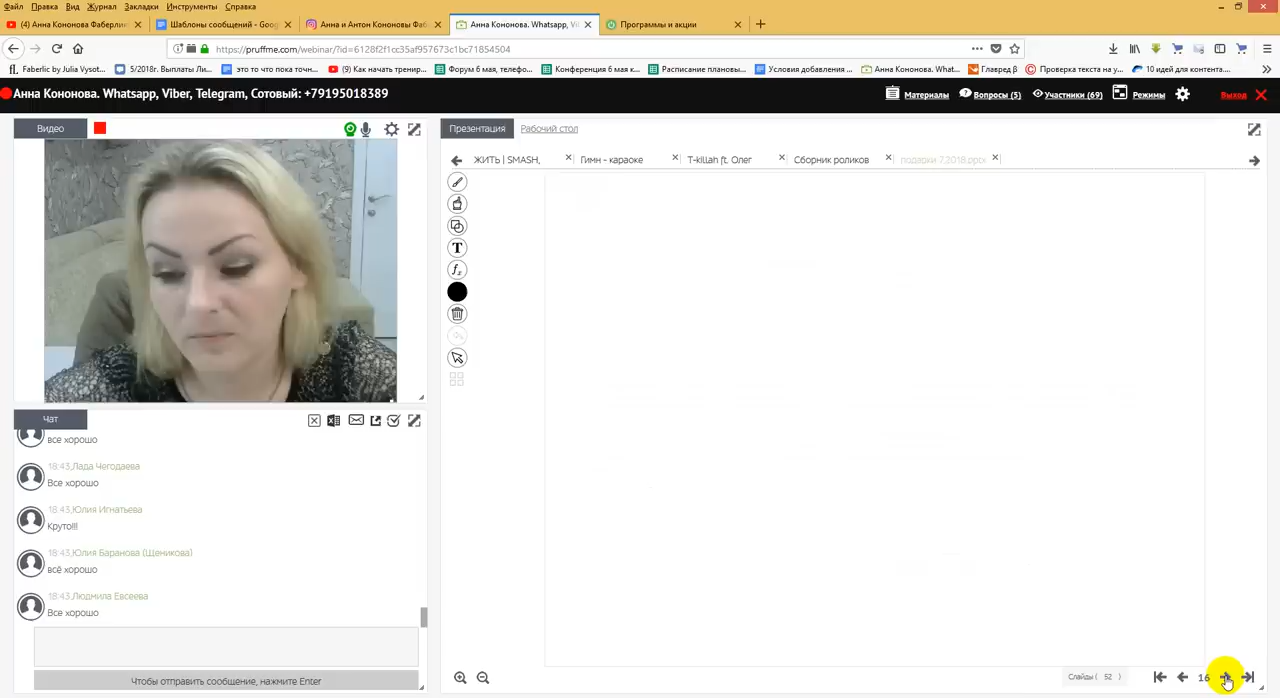 Файл Правка Вид Журнал Закладки Инструменты Справка
(4) Анна Кононова Фаберли
Шаблоны сообщений - Goog
Анна и Антон Кононовы Фаб
Анна Кононова. Whatsapp, Vi
Программы и акции
https://pruffme.com/webinar/?id=6128f2f1cc35af957673c1bc71854504
Faberlic by Julia Vysot...
5/2018г. Выплаты Ли...
это то что пока точн...
(9) Как начать тренир...
Форум 6 мая, телефо...
Конференция 6 мая к...
Расписание плановы...
Условия добавления ...
Анна Кононова. What...
Главред β
Проверка текста на у...
10 идей для контента...
Анна Кононова. Whatsapp, Viber, Telegram, Сотовый: +79195018389
Материалы
Вопросы (5)
Участники (69)
Режимы
Выход
Видео
Презентация
Рабочий стол
ЖИТЬ | SMASH,
Гимн - караоке
T-killah ft. Олег
Сборник роликов
подарки 7,2018.pptx
T
fx
Чат
все хорошо
18:43,Лада Чегодаева
Все хорошо
18:43,Юлия Игнатьева
Круто!!!
18:43,Юлия Баранова (Щеникова)
всё хорошо
18:43,Людмила Евсеева
Все хорошо
Чтобы отправить сообщение, нажмите Enter
Слайды ( 52 )
16